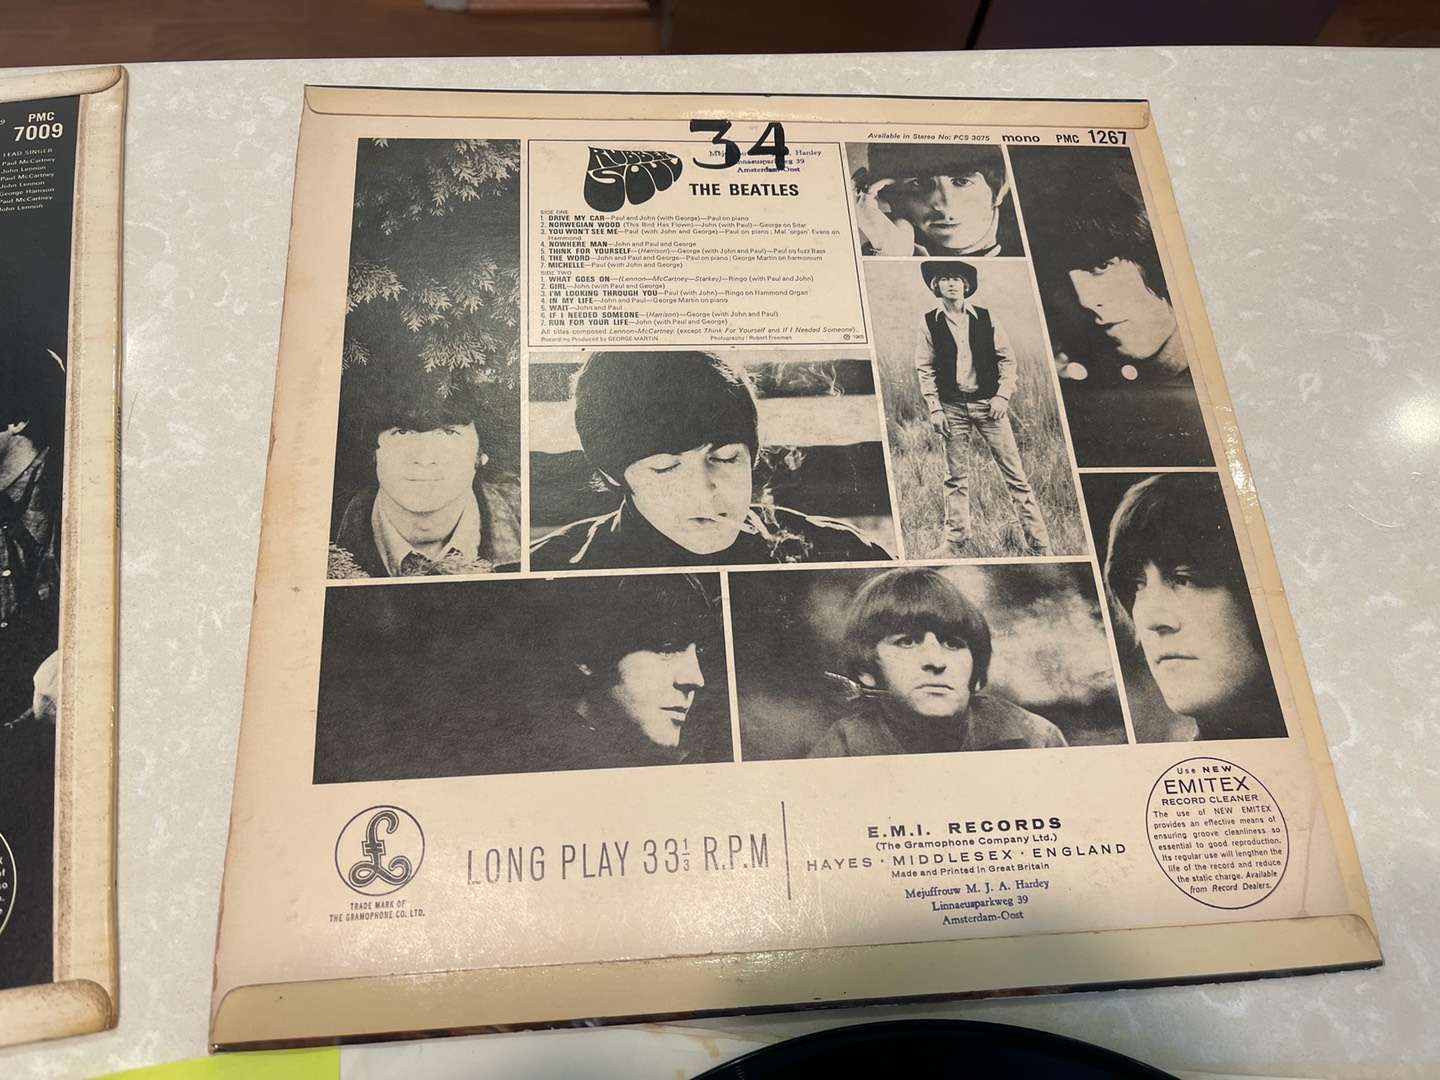 PMC
7009
LEAD SINGER
Paul McCartney
John Lennon
Paul McCartney
John Lennon
George Harrison
Paul McCartney
John Lennon
34
Available in Stereo No: PCS 3075 mono PMC 1267
Hardey
39
Amsterdam-Oost
RUBBER
SOUL
THE BEATLES
SIDE ONE
1. DRIVE MY CAR—Paul and John (with George)—Paul on piano
2. NORWEGIAN WOOD (This Bird Has Flown)—John (with Paul)—George on Sitar
3. YOU WON'T SEE ME—Paul (with John and George)—Paul on piano; Mal 'organ' Evans on
Hammond
4. NOWHERE MAN—John and Paul and George
5. THINK FOR YOURSELF—(Harrison)—George (with John and Paul)—Paul on fuzz Bass
6. THE WORD—John and Paul and George—Paul on piano; George Martin on harmonium
7. MICHELLE—Paul (with John and George)
SIDE TWO
1. WHAT GOES ON—(Lennon—McCartney—Starkey)—Ringo (with Paul and John)
2. GIRL—John (with Paul and George)
3. I'M LOOKING THROUGH YOU—Paul (with John)—Ringo on Hammond Organ
4. IN MY LIFE—John and Paul—George Martin on piano
5. WAIT—John and Paul
6. IF I NEEDED SOMEONE—(Harrison)—George (with John and Paul)
7. RUN FOR YOUR LIFE—John (with Paul and George)
All titles composed Lennon-McCartney (except Think For Yourself and If I Needed Someone).
Recording Produced by GEORGE MARTIN Photography: Robert Freeman Ⓟ 1965
TRADE MARK OF
THE GRAMOPHONE CO. LTD.
LONG PLAY 33⅓ R.P.M
E.M.I. RECORDS
(The Gramophone Company Ltd.)
HAYES · MIDDLESEX · ENGLAND
Made and Printed in Great Britain
Mejuffrouw M. J. A. Hardey
Linnaeusparkweg 39
Amsterdam-Oost
Use NEW
EMITEX
RECORD CLEANER
The use of NEW EMITEX
provides an effective means of
ensuring groove cleanliness so
essential to good reproduction.
Its regular use will lengthen the
life of the record and reduce
the static charge. Available
from Record Dealers.